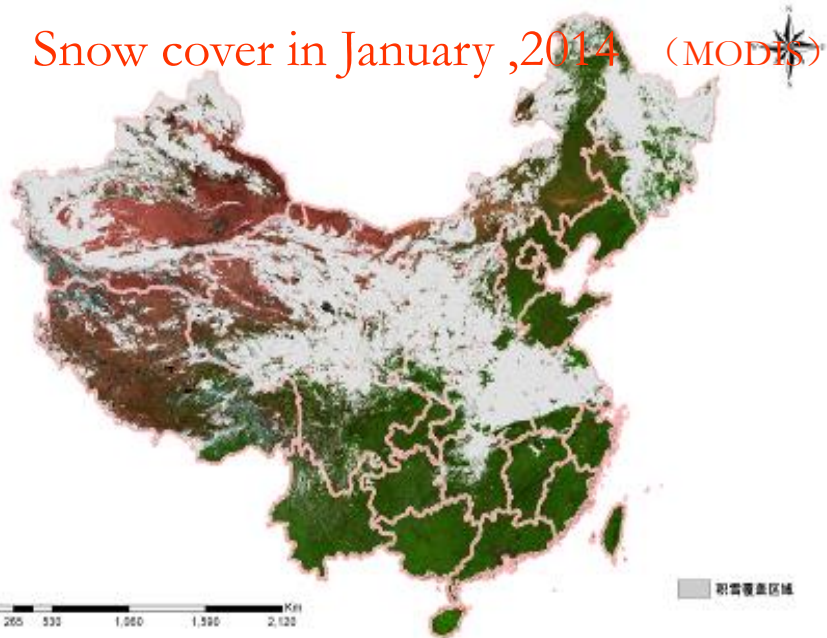 Snow cover in January ,2014 （MODIS）
N
积雪覆盖区域
Km
265 530 1,060 1,590 2,120